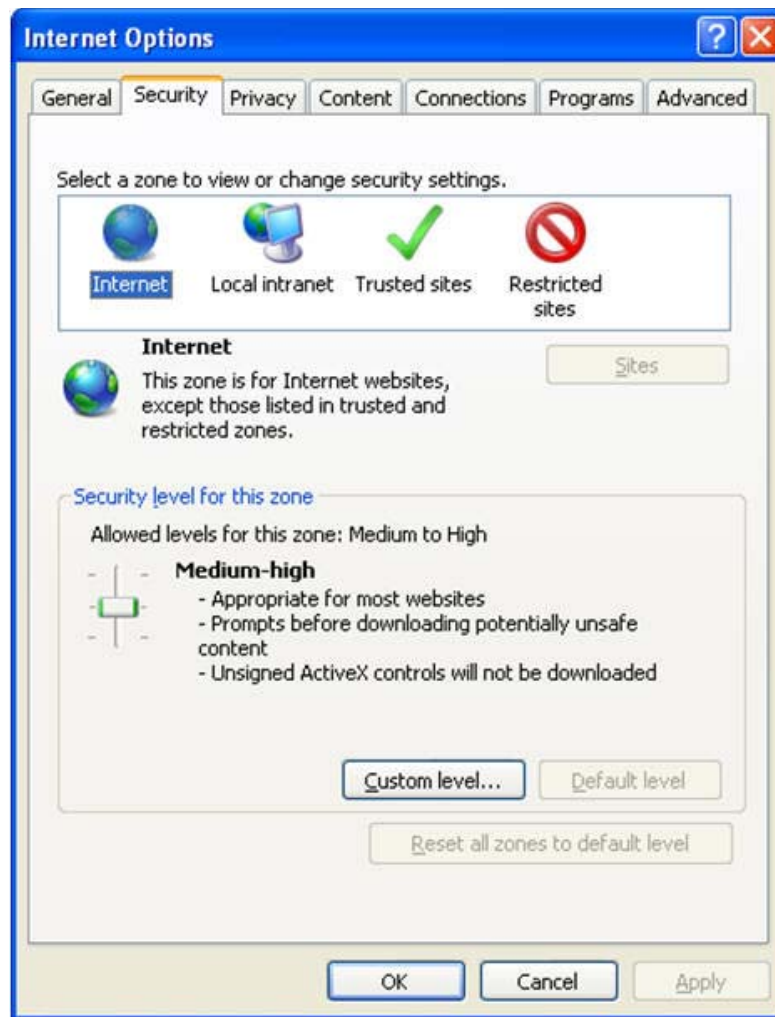 Internet Options
General Security Privacy Content Connections Programs Advanced
Select a zone to view or change security settings.
Internet Local intranet Trusted sites Restricted
sites
Internet
Sites
This zone is for Internet websites,
except those listed in trusted and
restricted zones.
Security level for this zone
Allowed levels for this zone: Medium to High
Medium-high
- Appropriate for most websites
- Prompts before downloading potentially unsafe
content
- Unsigned ActiveX controls will not be downloaded
Custom level... Default level
Reset all zones to default level
OK Cancel Apply